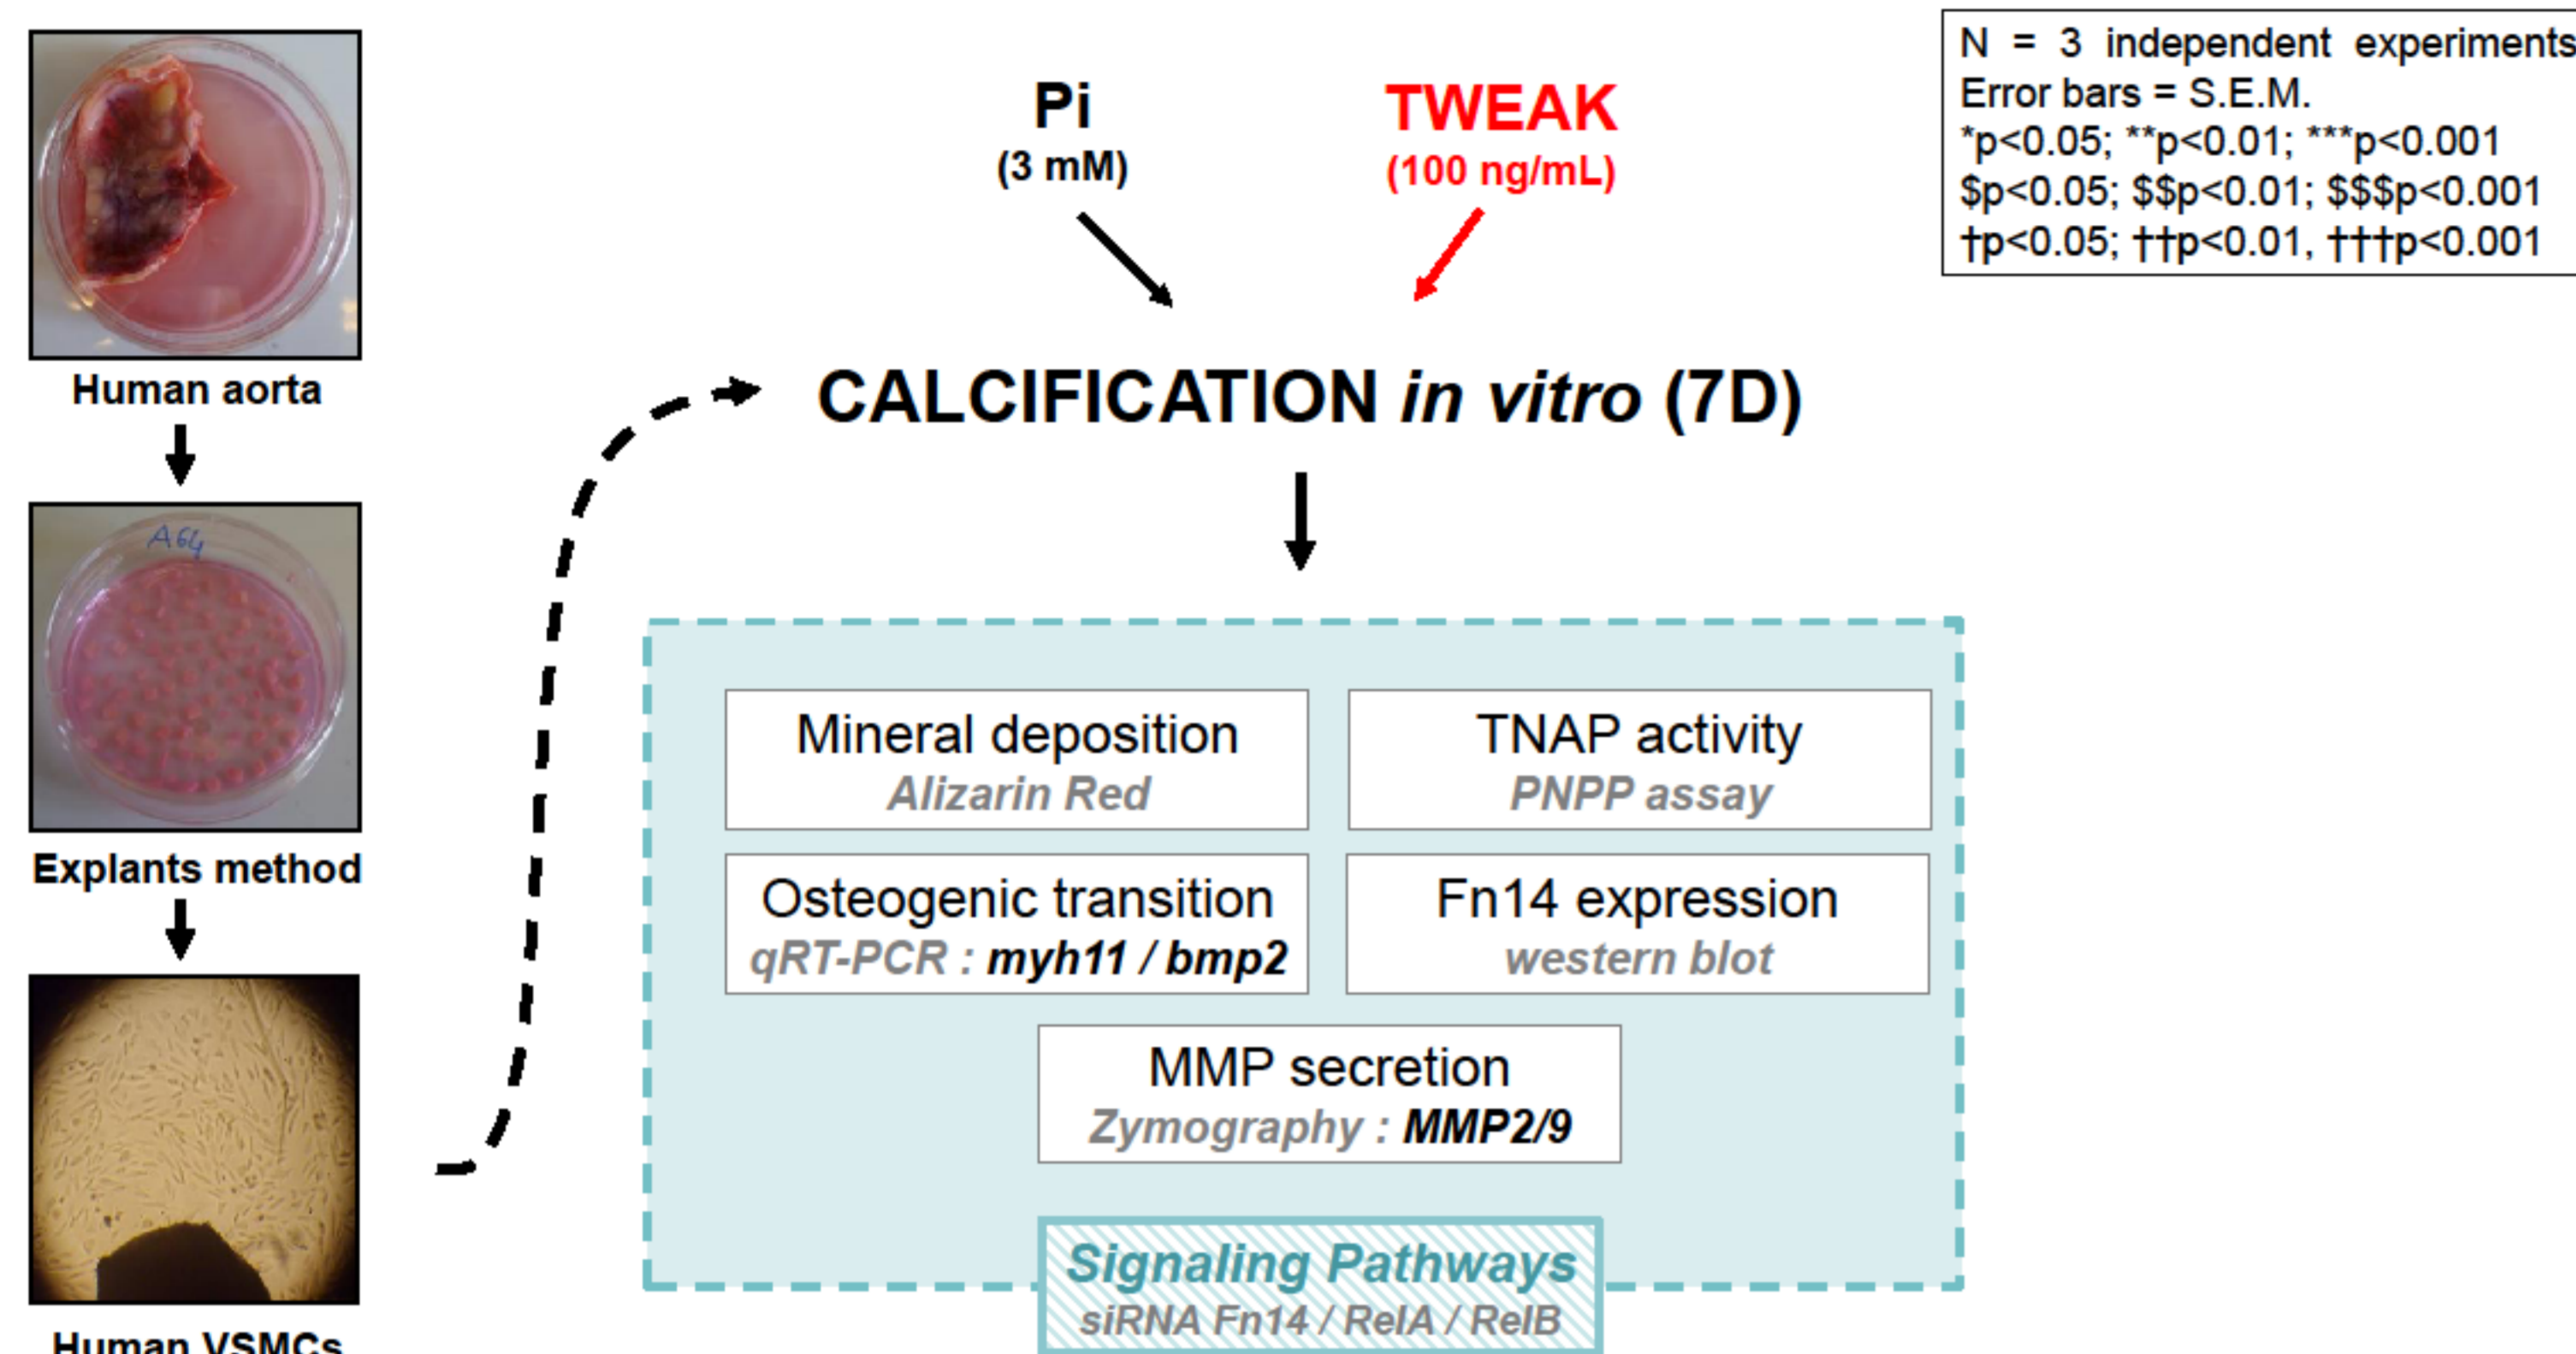 Human aorta
A64
Explants method
Human VSMCs
Pi
(3 mM)
TWEAK
(100 ng/mL)
CALCIFICATION in vitro (7D)
Mineral deposition
Alizarin Red
TNAP activity
PNPP assay
Osteogenic transition
qRT-PCR : myh11 / bmp2
Fn14 expression
western blot
MMP secretion
Zymography : MMP2/9
Signaling Pathways
siRNA Fn14 / RelA / RelB
N = 3 independent experiments
Error bars = S.E.M.
*p<0.05; **p<0.01; ***p<0.001
$p<0.05; $$p<0.01; $$$p<0.001
†p<0.05; ††p<0.01, †††p<0.001